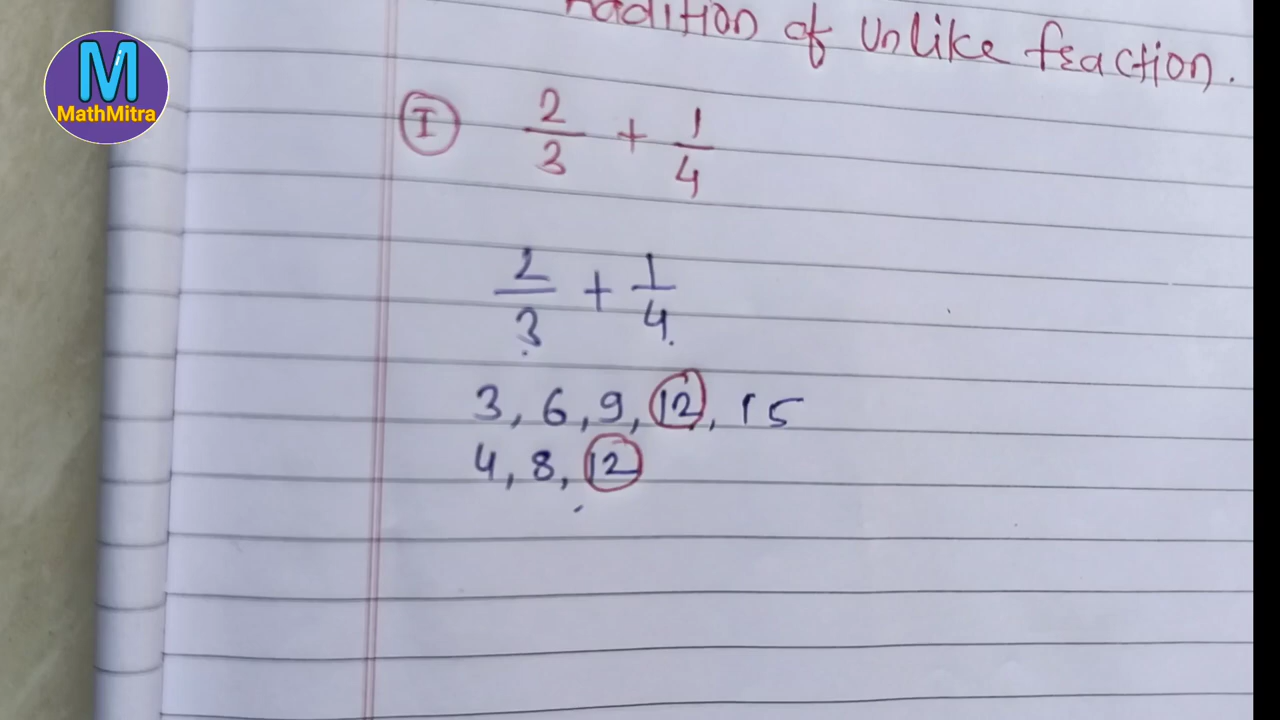 M
MathMitra
Addition of Unlike fraction.
I 2/3 + 1/4
2/3 + 1/4
3, 6, 9, 12, 15
4, 8, 12